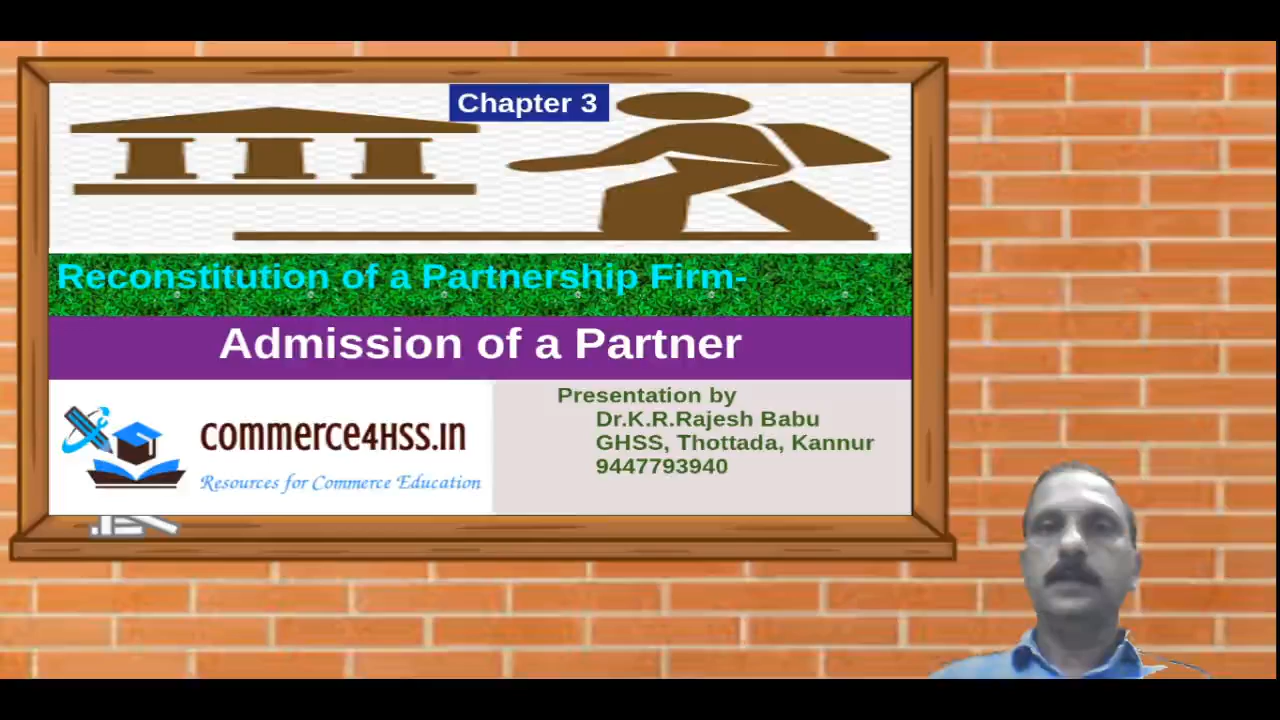 Chapter 3
Reconstitution of a Partnership Firm-
Admission of a Partner
commerce4HSS.in
Resources for Commerce Education
Presentation by
Dr.K.R.Rajesh Babu
GHSS, Thottada, Kannur
9447793940